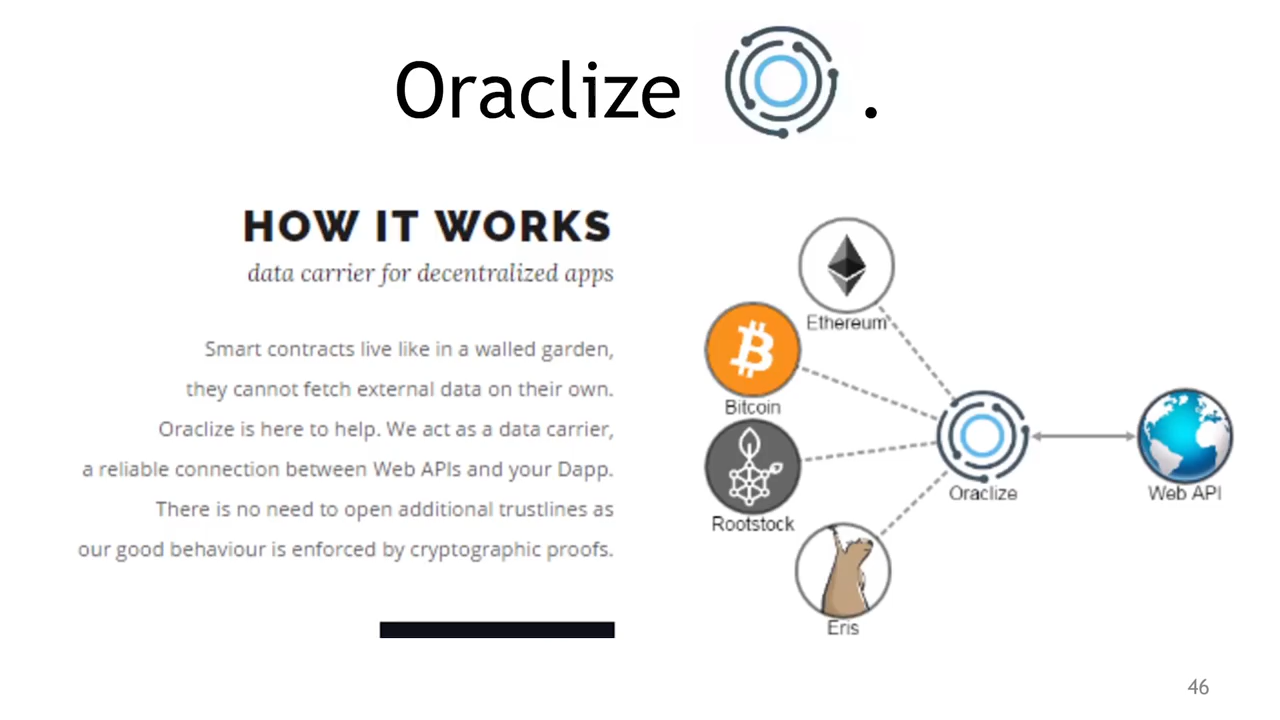 Oraclize .
HOW IT WORKS
data carrier for decentralized apps
Smart contracts live like in a walled garden,
they cannot fetch external data on their own.
Oraclize is here to help. We act as a data carrier,
a reliable connection between Web APIs and your Dapp.
There is no need to open additional trustlines as
our good behaviour is enforced by cryptographic proofs.
Ethereum
Bitcoin
Rootstock
Eris
Oraclize
Web API
46